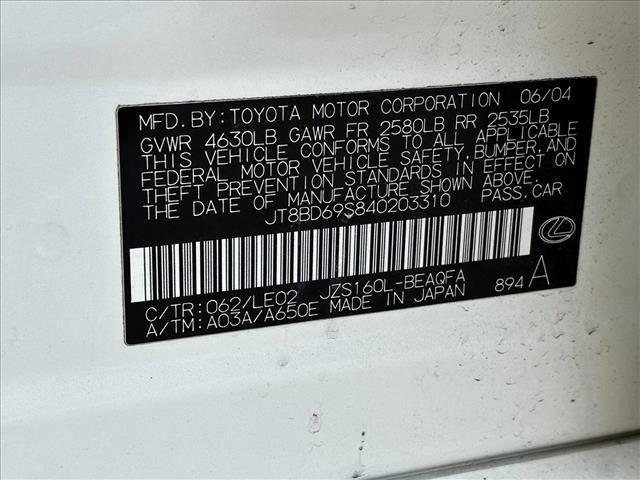 MFD.BY:TOYOTA MOTOR CORPORATION 06/04
GVWR 4630LB GAWR FR 2580LB RR 2535LB
THIS VEHICLE CONFORMS TO ALL APPLICABLE
FEDERAL MOTOR VEHICLE SAFETY,BUMPER,AND
THEFT PREVENTION STANDARDS IN EFFECT ON
THE DATE OF MANUFACTURE SHOWN ABOVE.
JT8BD69S840203310 PASS.CAR
C/TR:062/LE02 JZS160L-BEAQFA
A/TM:A03A/A650E MADE IN JAPAN 894 A